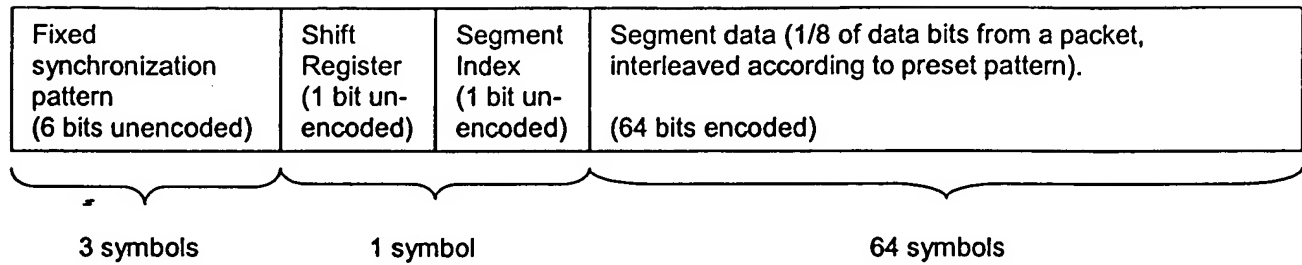 Fixed
synchronization
pattern
(6 bits unencoded)
Shift
Register
(1 bit un-
encoded)
Segment
Index
(1 bit un-
encoded)
Segment data (1/8 of data bits from a packet,
interleaved according to preset pattern).
(64 bits encoded)
3 symbols
1 symbol
64 symbols